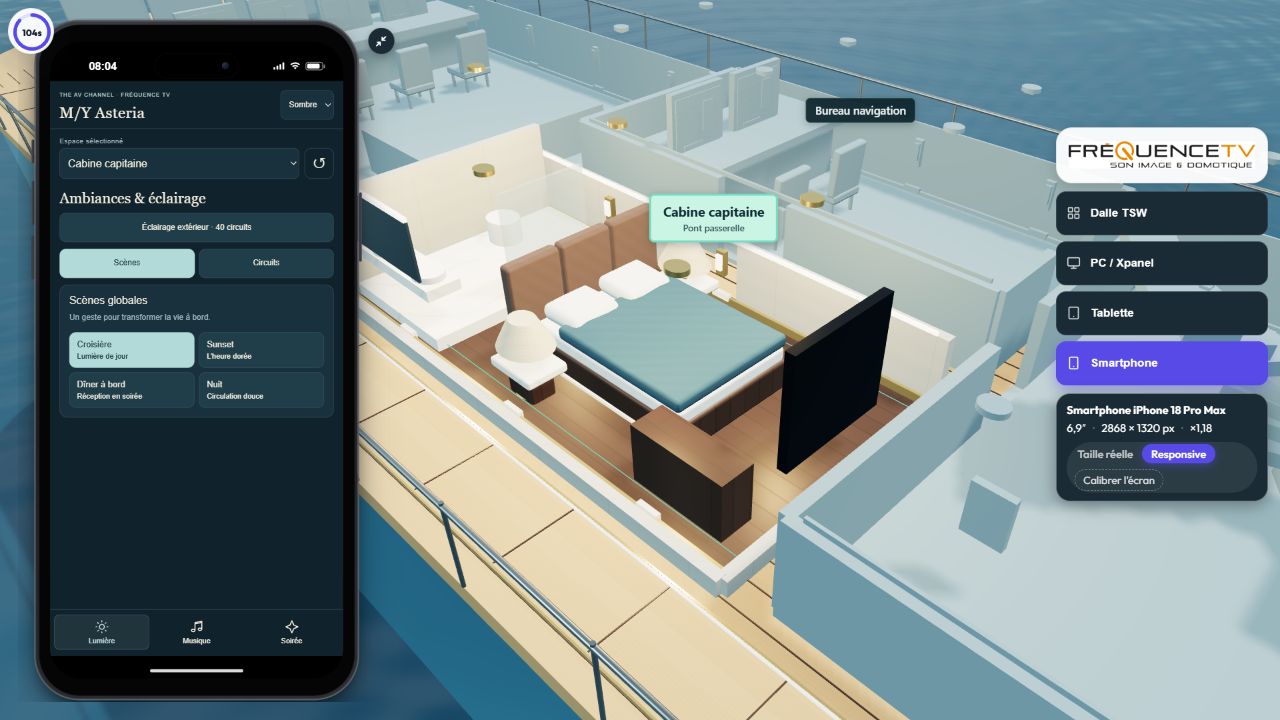 104s
08:04
THE AV CHANNEL · FRÉQUENCE TV
M/Y Asteria
Sombre
Espace sélectionné
Cabine capitaine
Ambiances & éclairage
Éclairage extérieur · 40 circuits
Scènes
Circuits
Scènes globales
Un geste pour transformer la vie à bord.
Croisière
Lumière de jour
Sunset
L'heure dorée
Dîner à bord
Réception en soirée
Nuit
Circulation douce
Lumière
Musique
Soirée
Bureau navigation
Cabine capitaine
Pont passerelle
FRÉQUENCETV
SON IMAGE & DOMOTIQUE
Dalle TSW
PC / Xpanel
Tablette
Smartphone
Smartphone iPhone 18 Pro Max
6,9″ · 2868 × 1320 px · ×1,18
Taille réelle
Responsive
Calibrer l'écran